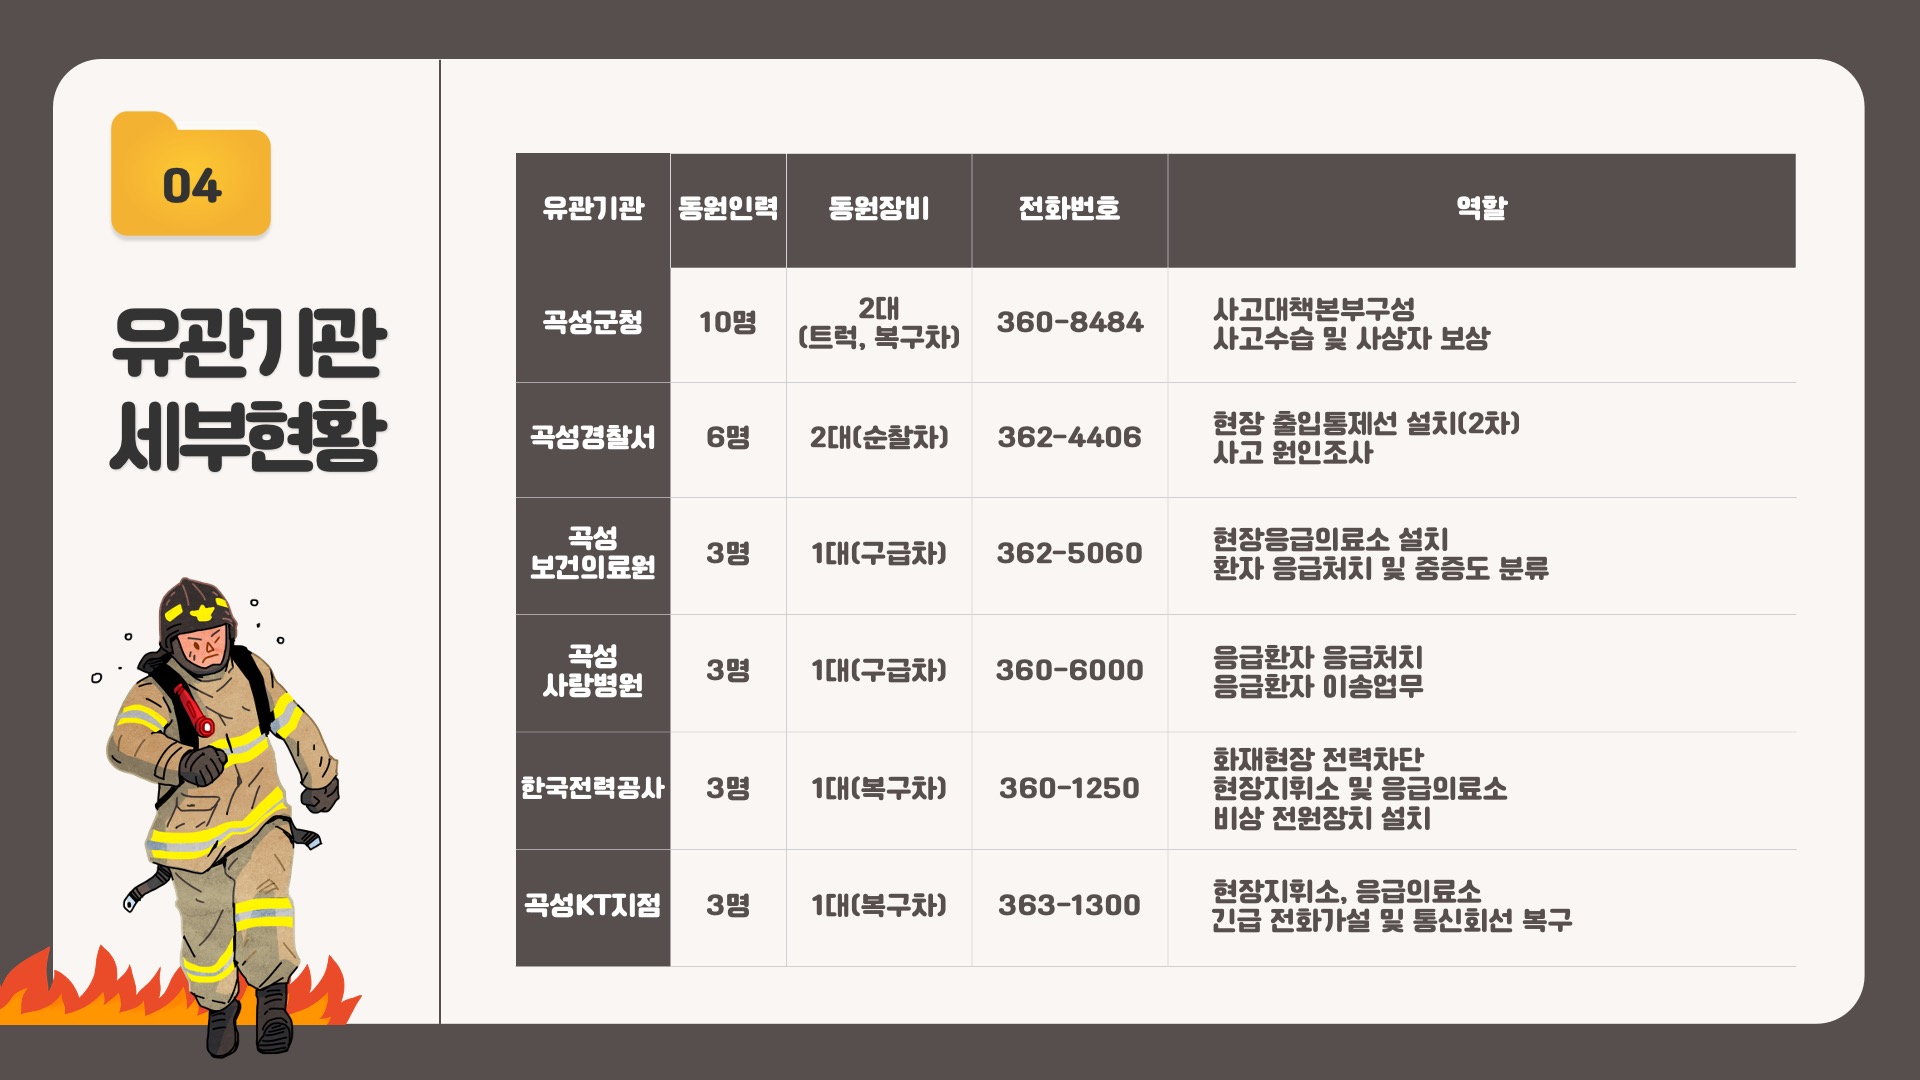 04
유관기관
세부현황
유관기관 동원인력 동원장비 전화번호 역할
곡성군청 10명 2대
(트럭, 복구차) 360-8484 사고대책본부구성
사고수습 및 사상자 보상
곡성경찰서 6명 2대(순찰차) 362-4406 현장 출입통제선 설치(2차)
사고 원인조사
곡성
보건의료원 3명 1대(구급차) 362-5060 현장응급의료소 설치
환자 응급처치 및 중증도 분류
곡성
사랑병원 3명 1대(구급차) 360-6000 응급환자 응급처치
응급환자 이송업무
한국전력공사 3명 1대(복구차) 360-1250 화재현장 전력차단
현장지휘소 및 응급의료소
비상 전원장치 설치
곡성KT지점 3명 1대(복구차) 363-1300 현장지휘소, 응급의료소
긴급 전화가설 및 통신회선 복구